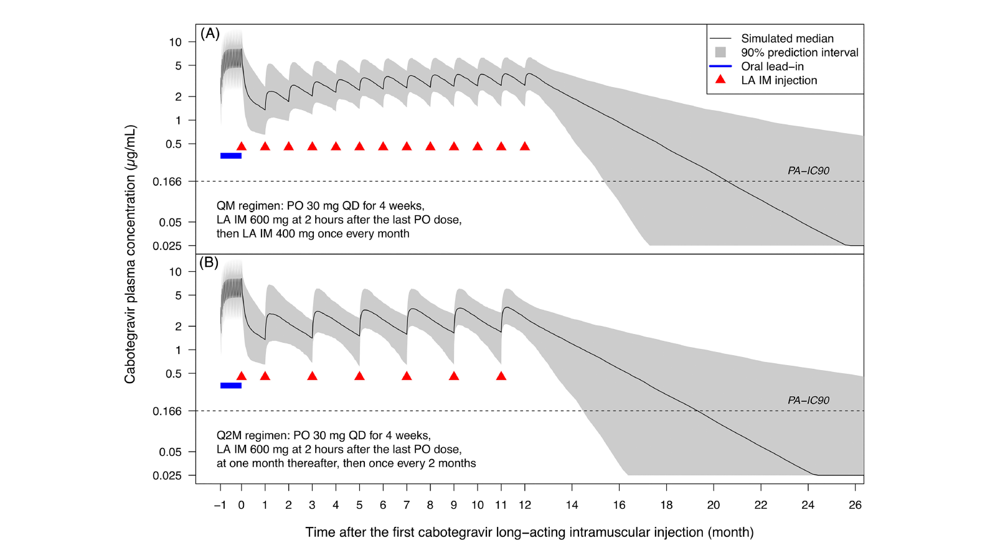 (A)
Simulated median
90% prediction interval
Oral lead−in
LA IM injection
10
5
2
1
0.5
0.166
0.05
0.025
PA−IC90
QM regimen: PO 30 mg QD for 4 weeks,
LA IM 600 mg at 2 hours after the last PO dose,
then LA IM 400 mg once every month
Cabotegravir plasma concentration (µg/mL)
(B)
10
5
2
1
0.5
0.166
0.05
0.025
PA−IC90
Q2M regimen: PO 30 mg QD for 4 weeks,
LA IM 600 mg at 2 hours after the last PO dose,
at one month thereafter, then once every 2 months
−1 0 1 2 3 4 5 6 7 8 9 10 11 12 14 16 18 20 22 24 26
Time after the first cabotegravir long−acting intramuscular injection (month)